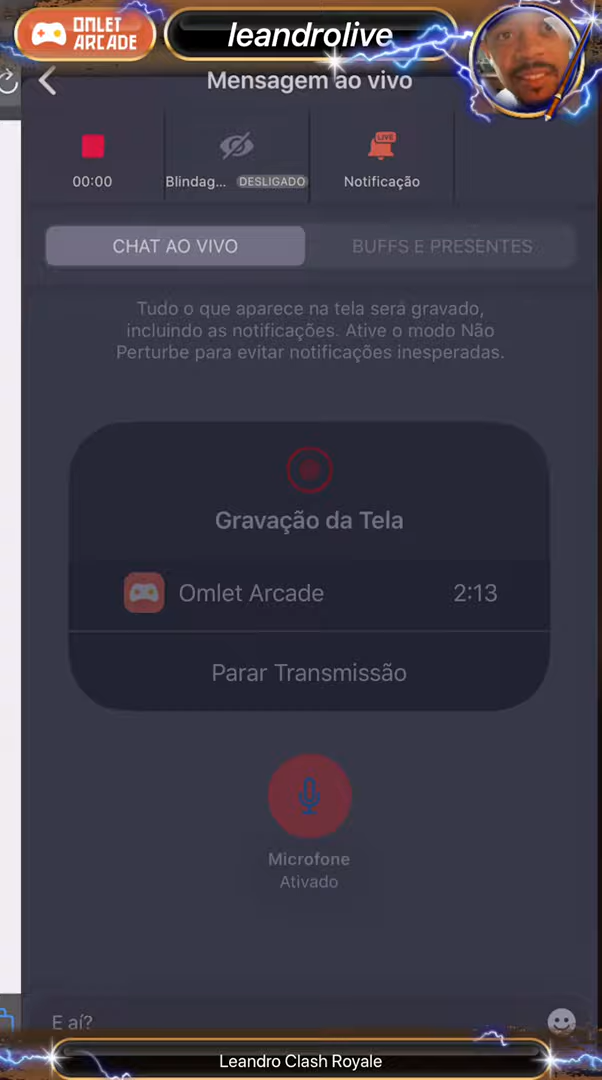 OMLET
ARCADE
leandrolive
Mensagem ao vivo
00:00
Blindag... DESLIGADO
LIVE
Notificação
CHAT AO VIVO
BUFFS E PRESENTES
Tudo o que aparece na tela será gravado,
incluindo as notificações. Ative o modo Não
Perturbe para evitar notificações inesperadas.
Gravação da Tela
Omlet Arcade 2:13
Parar Transmissão
Microfone
Ativado
E aí?
Leandro Clash Royale